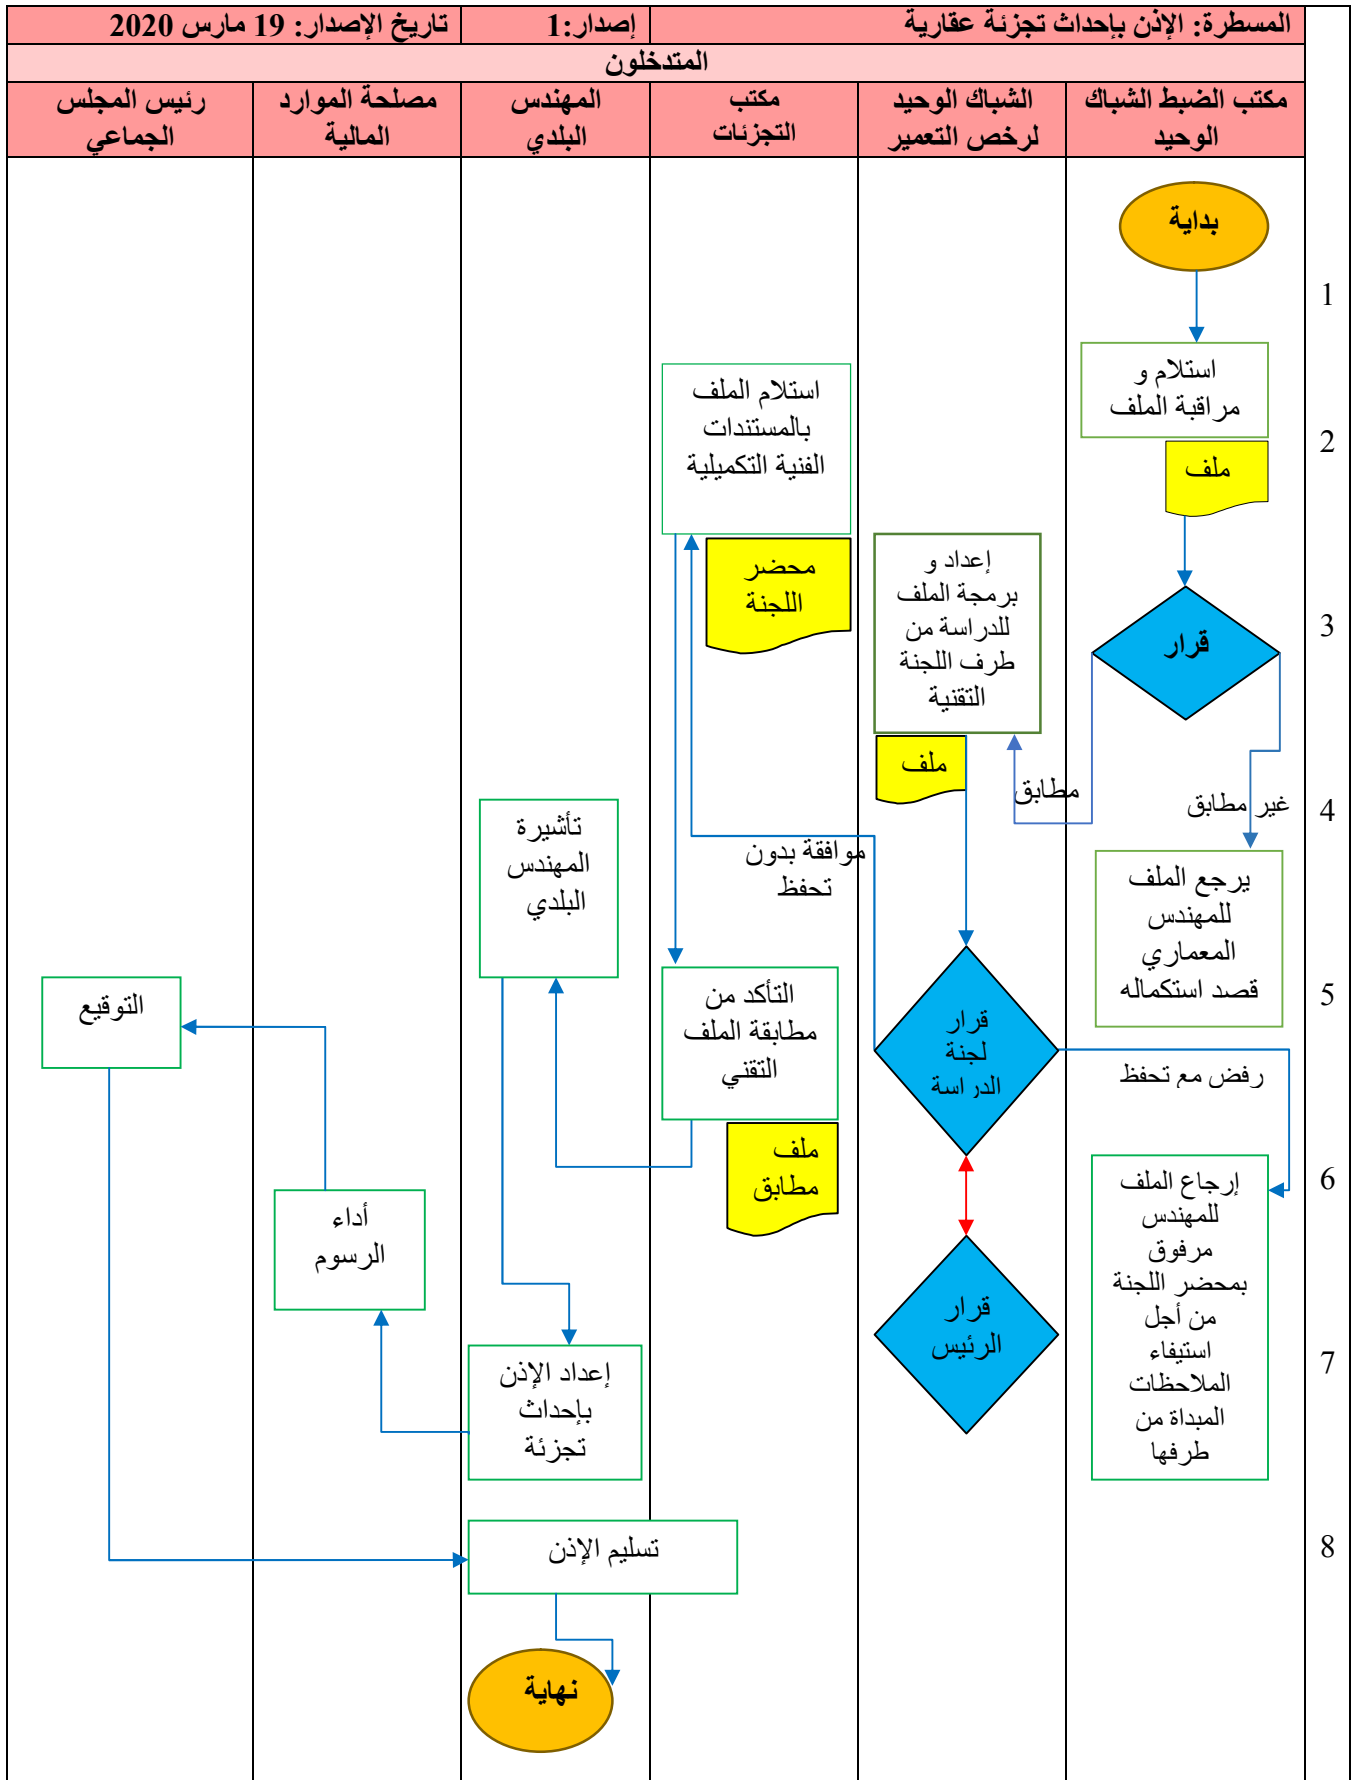 المسطرة: الإذن بإحداث تجزئة عقارية
إصدار:1
تاريخ الإصدار: 19 مارس 2020
المتدخلون
مكتب الضبط الشباك
الوحيد
الشباك الوحيد
لرخص التعمير
مكتب
التجزئات
المهندس
البلدي
مصلحة الموارد
المالية
رئيس المجلس
الجماعي
بداية
1
استلام و
مراقبة الملف
2
ملف
استلام الملف
بالمستندات
الفنية التكميلية
محضر
اللجنة
إعداد و
برمجة الملف
للدراسة من
طرف اللجنة
التقنية
ملف
قرار
3
مطابق
غير مطابق
4
موافقة بدون
تحفظ
تأشيرة
المهندس
البلدي
يرجع الملف
للمهندس
المعماري
قصد استكماله
5
قرار
لجنة
الدراسة
التأكد من
مطابقة الملف
التقني
التوقيع
رفض مع تحفظ
ملف
مطابق
6
إرجاع الملف
للمهندس
مرفوق
بمحضر اللجنة
من أجل
استيفاء
الملاحظات
المبداة من
طرفها
أداء
الرسوم
قرار
الرئيس
7
إعداد الإذن
بإحداث
تجزئة
8
تسليم الإذن
نهاية